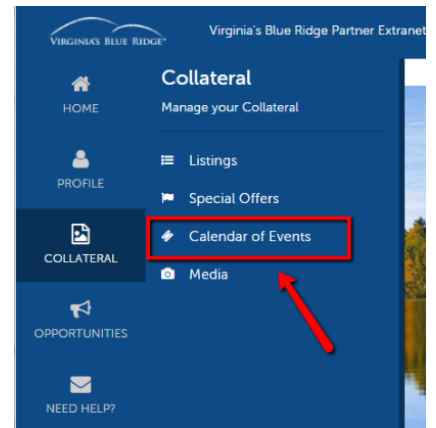 VIRGINIA'S BLUE RIDGE®
Virginia's Blue Ridge Partner Extranet
HOME
PROFILE
COLLATERAL
OPPORTUNITIES
NEED HELP?
Collateral
Manage your Collateral
Listings
Special Offers
Calendar of Events
Media